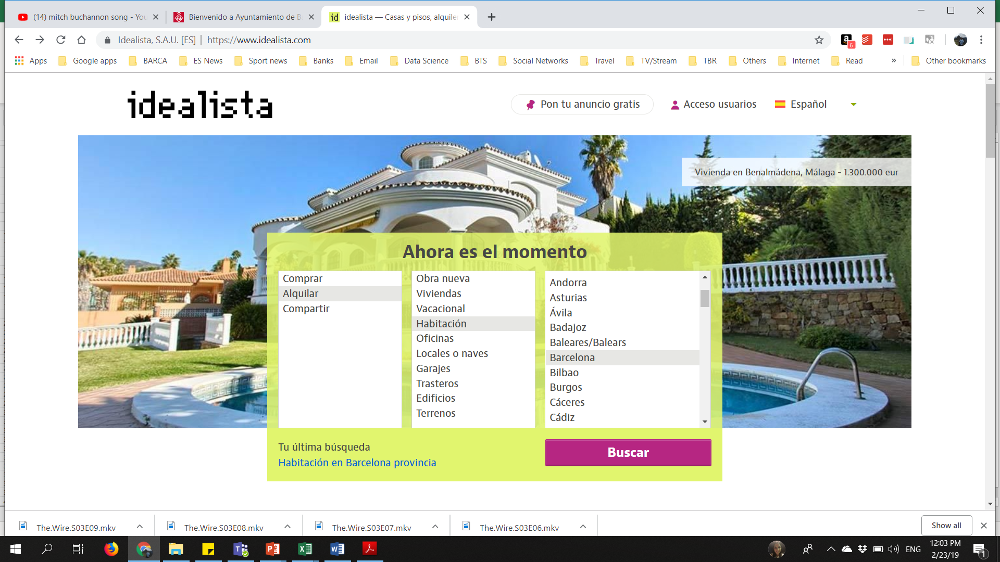 (14) mitch buchannon song - You
Bienvenido a Ayuntamiento de B
id idealista — Casas y pisos, alquiler
Idealista, S.A.U. [ES] | https://www.idealista.com
6
Apps Google apps BARCA ES News Sport news Banks Email Data Science BTS Social Networks Travel TV/Stream TBR Others Internet Read » Other bookmarks
idealista
Pon tu anuncio gratis Acceso usuarios Español
Vivienda en Benalmádena, Málaga - 1.300.000 eur
Ahora es el momento
Comprar
Alquilar
Compartir
Obra nueva
Viviendas
Vacacional
Habitación
Oficinas
Locales o naves
Garajes
Trasteros
Edificios
Terrenos
Andorra
Asturias
Ávila
Badajoz
Baleares/Balears
Barcelona
Bilbao
Burgos
Cáceres
Cádiz
Tu última búsqueda
Habitación en Barcelona provincia
Buscar
The.Wire.S03E09.mkv The.Wire.S03E08.mkv The.Wire.S03E07.mkv The.Wire.S03E06.mkv Show all
ENG
12:03 PM
2/23/19
1